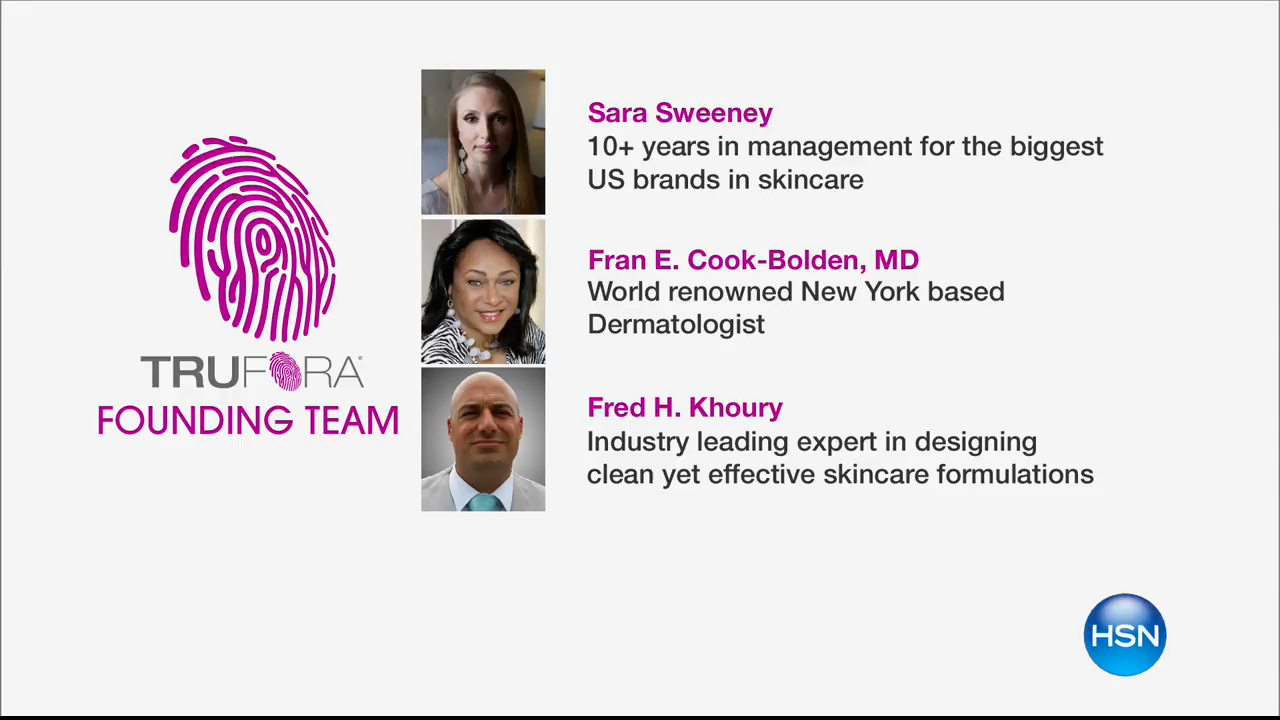 TRUFORA®
FOUNDING TEAM
Sara Sweeney
10+ years in management for the biggest
US brands in skincare
Fran E. Cook-Bolden, MD
World renowned New York based
Dermatologist
Fred H. Khoury
Industry leading expert in designing
clean yet effective skincare formulations
HSN